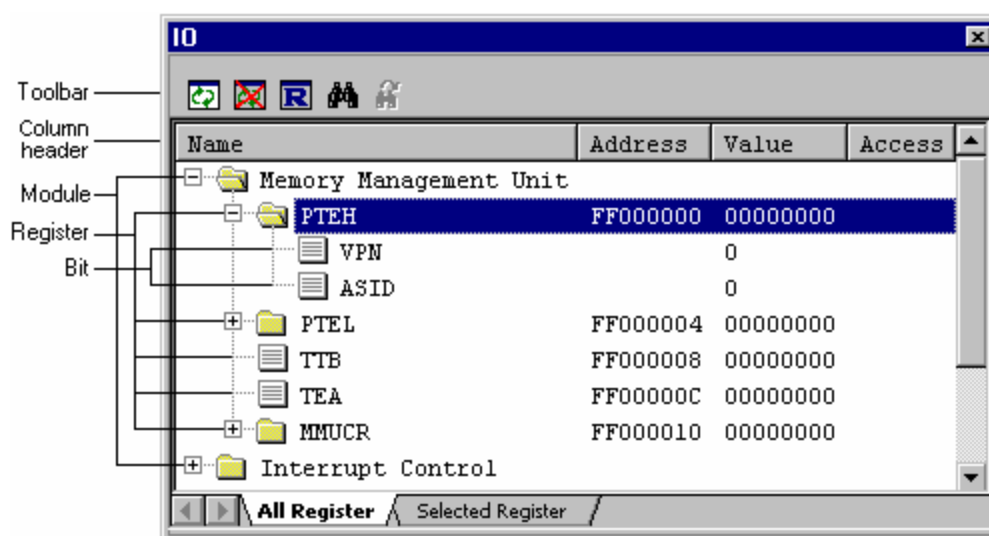 IO
Toolbar
R
Column
header
Name Address Value Access
Module
Memory Management Unit
Register
PTEH FF000000 00000000
Bit
VPN 0
ASID 0
PTEL FF000004 00000000
TTB FF000008 00000000
TEA FF00000C 00000000
MMUCR FF000010 00000000
Interrupt Control
All Register Selected Register